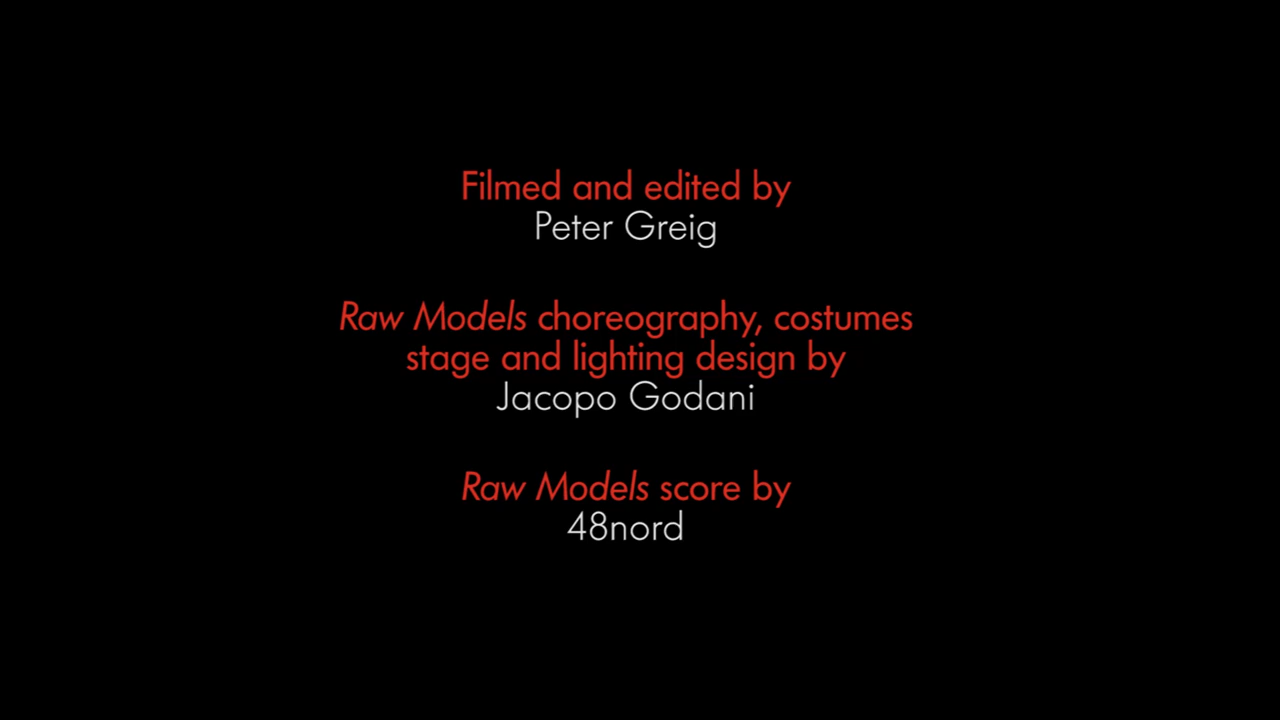 Filmed and edited by
Peter Greig
Raw Models choreography, costumes
stage and lighting design by
Jacopo Godani
Raw Models score by
48nord